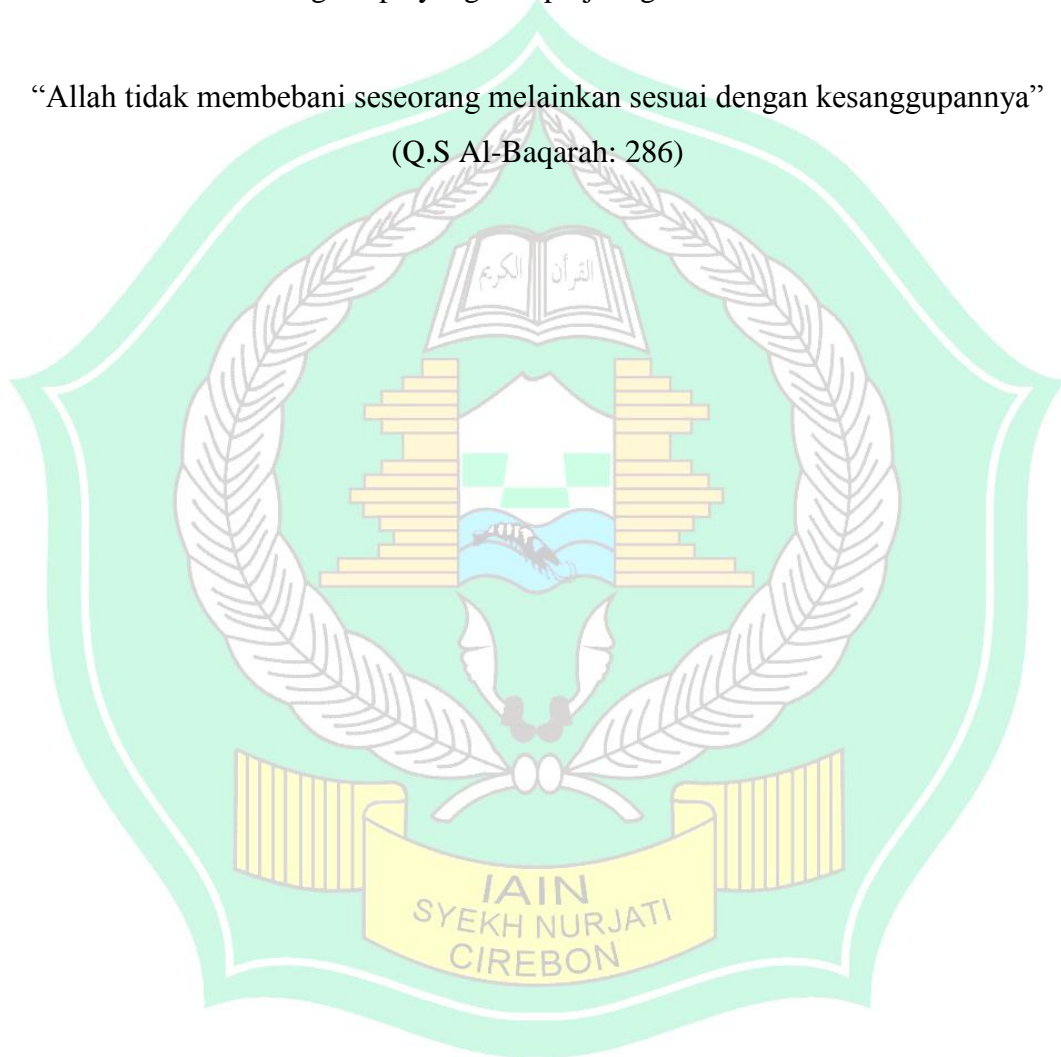 “Allah tidak membebani seseorang melainkan sesuai dengan kesanggupannya”
(Q.S Al-Baqarah: 286)
القرآن
الكريم
IAIN
SYEKH NURJATI
CIREBON